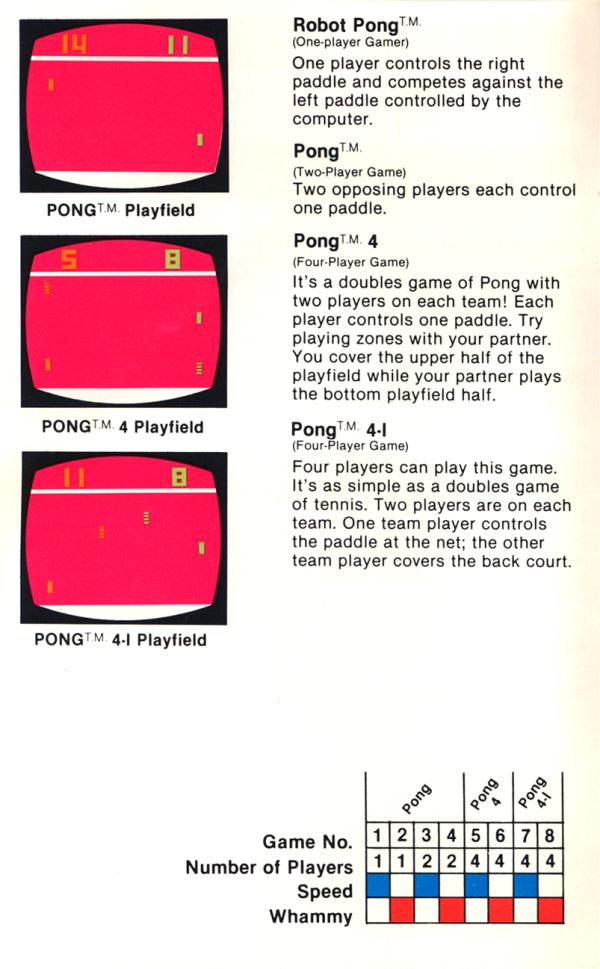 14 11
PONG T.M. Playfield
5 8
PONG T.M. 4 Playfield
11 8
PONG T.M. 4-I Playfield
Robot Pong T.M.
(One-player Gamer)
One player controls the right
paddle and competes against the
left paddle controlled by the
computer.
Pong T.M.
(Two-Player Game)
Two opposing players each control
one paddle.
Pong T.M. 4
(Four-Player Game)
It's a doubles game of Pong with
two players on each team! Each
player controls one paddle. Try
playing zones with your partner.
You cover the upper half of the
playfield while your partner plays
the bottom playfield half.
Pong T.M. 4-I
(Four-Player Game)
Four players can play this game.
It's as simple as a doubles game
of tennis. Two players are on each
team. One team player controls
the paddle at the net; the other
team player covers the back court.
Pong
Pong
4
Pong
4-I
Game No. 1 2 3 4 5 6 7 8
Number of Players 1 1 2 2 4 4 4 4
Speed
Whammy